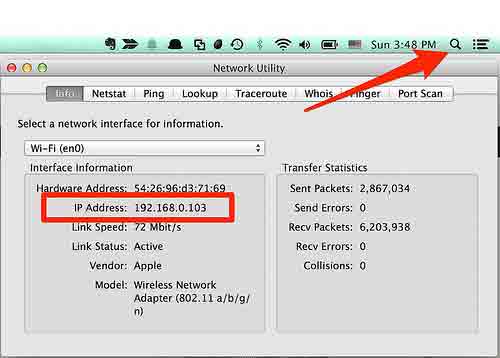 Sun 3:48 PM
Network Utility
Info Netstat Ping Lookup Traceroute Whois Finger Port Scan
Select a network interface for information.
Wi-Fi (en0)
Interface Information
Hardware Address: 54:26:96:d3:71:69
IP Address: 192.168.0.103
Link Speed: 72 Mbit/s
Link Status: Active
Vendor: Apple
Model: Wireless Network
Adapter (802.11 a/b/g/
n)
Transfer Statistics
Sent Packets: 2,867,034
Send Errors: 0
Recv Packets: 6,203,938
Recv Errors: 0
Collisions: 0